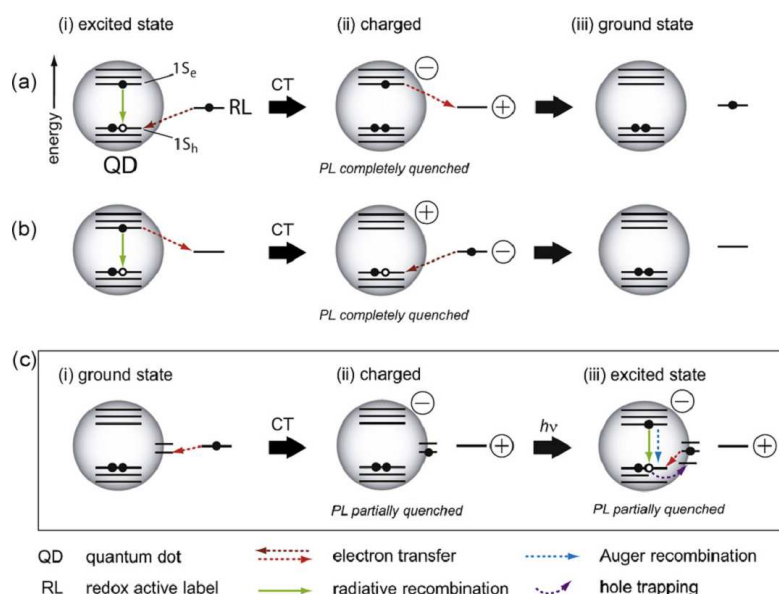 (i) excited state (ii) charged (iii) ground state
(a) energy 1Se 1Sh QD RL CT − +
PL completely quenched
(b) CT + −
PL completely quenched
(c)
(i) ground state (ii) charged (iii) excited state
CT − + hν − +
PL partially quenched PL partially quenched
QD quantum dot electron transfer Auger recombination
RL redox active label radiative recombination hole trapping